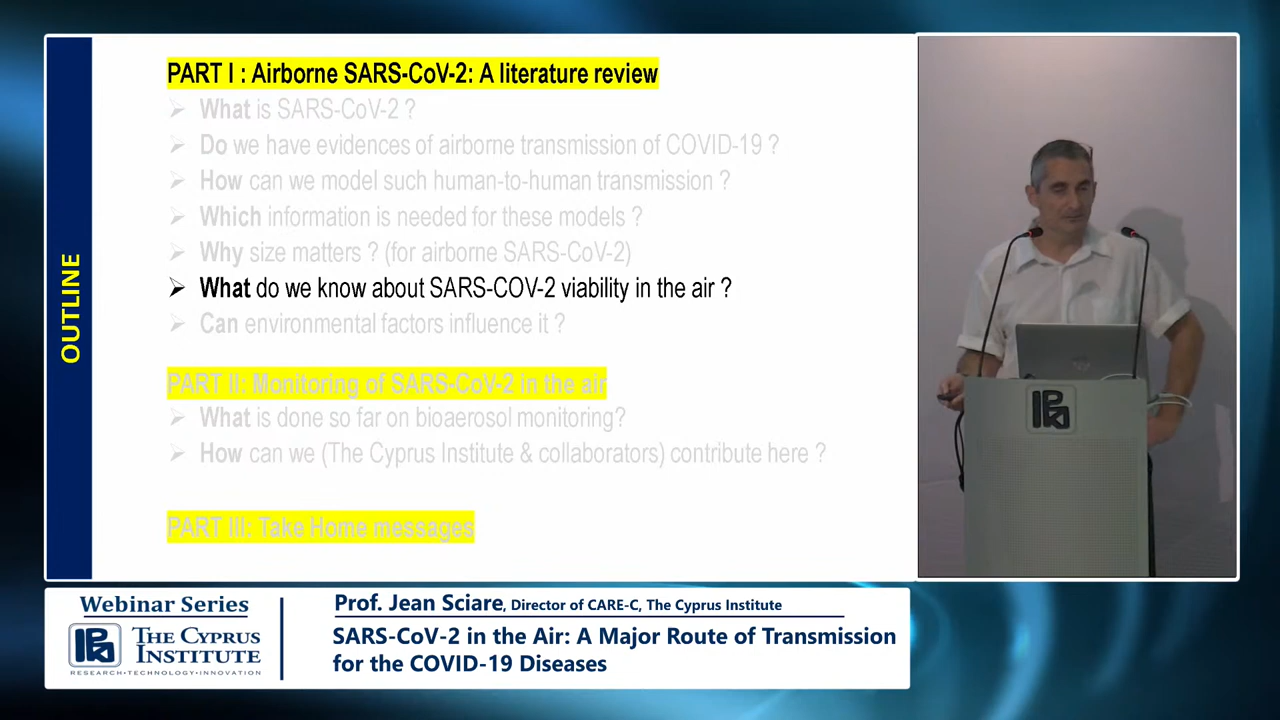 OUTLINE
PART I : Airborne SARS-CoV-2: A literature review
What is SARS-CoV-2 ?
Do we have evidences of airborne transmission of COVID-19 ?
How can we model such human-to-human transmission ?
Which information is needed for these models ?
Why size matters ? (for airborne SARS-CoV-2)
What do we know about SARS-COV-2 viability in the air ?
Can environmental factors influence it ?
PART II: Monitoring of SARS-CoV-2 in the air
What is done so far on bioaerosol monitoring?
How can we (The Cyprus Institute & collaborators) contribute here ?
PART III: Take Home messages
Webinar Series
THE CYPRUS
INSTITUTE
RESEARCH•TECHNOLOGY•INNOVATION
Prof. Jean Sciare, Director of CARE-C, The Cyprus Institute
SARS-CoV-2 in the Air: A Major Route of Transmission
for the COVID-19 Diseases